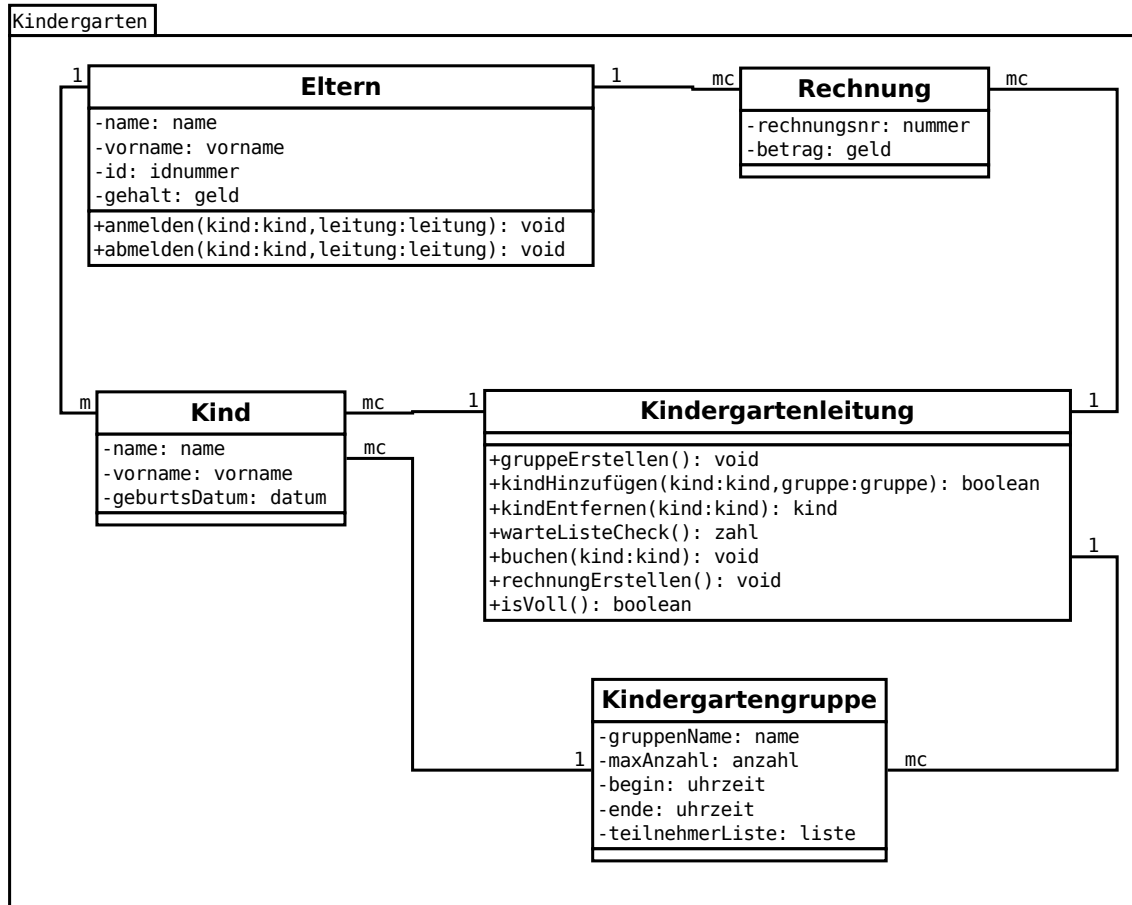 Kindergarten
1
Eltern
-name: name
-vorname: vorname
-id: idnummer
-gehalt: geld
+anmelden(kind:kind,leitung:leitung): void
+abmelden(kind:kind,leitung:leitung): void
1
mc
Rechnung
-rechnungsnr: nummer
-betrag: geld
mc
m
Kind
-name: name
-vorname: vorname
-geburtsDatum: datum
mc
mc
1
Kindergartenleitung
+gruppeErstellen(): void
+kindHinzufügen(kind:kind,gruppe:gruppe): boolean
+kindEntfernen(kind:kind): kind
+warteListeCheck(): zahl
+buchen(kind:kind): void
+rechnungErstellen(): void
+isVoll(): boolean
1
1
1
Kindergartengruppe
-gruppenName: name
-maxAnzahl: anzahl
-begin: uhrzeit
-ende: uhrzeit
-teilnehmerListe: liste
mc